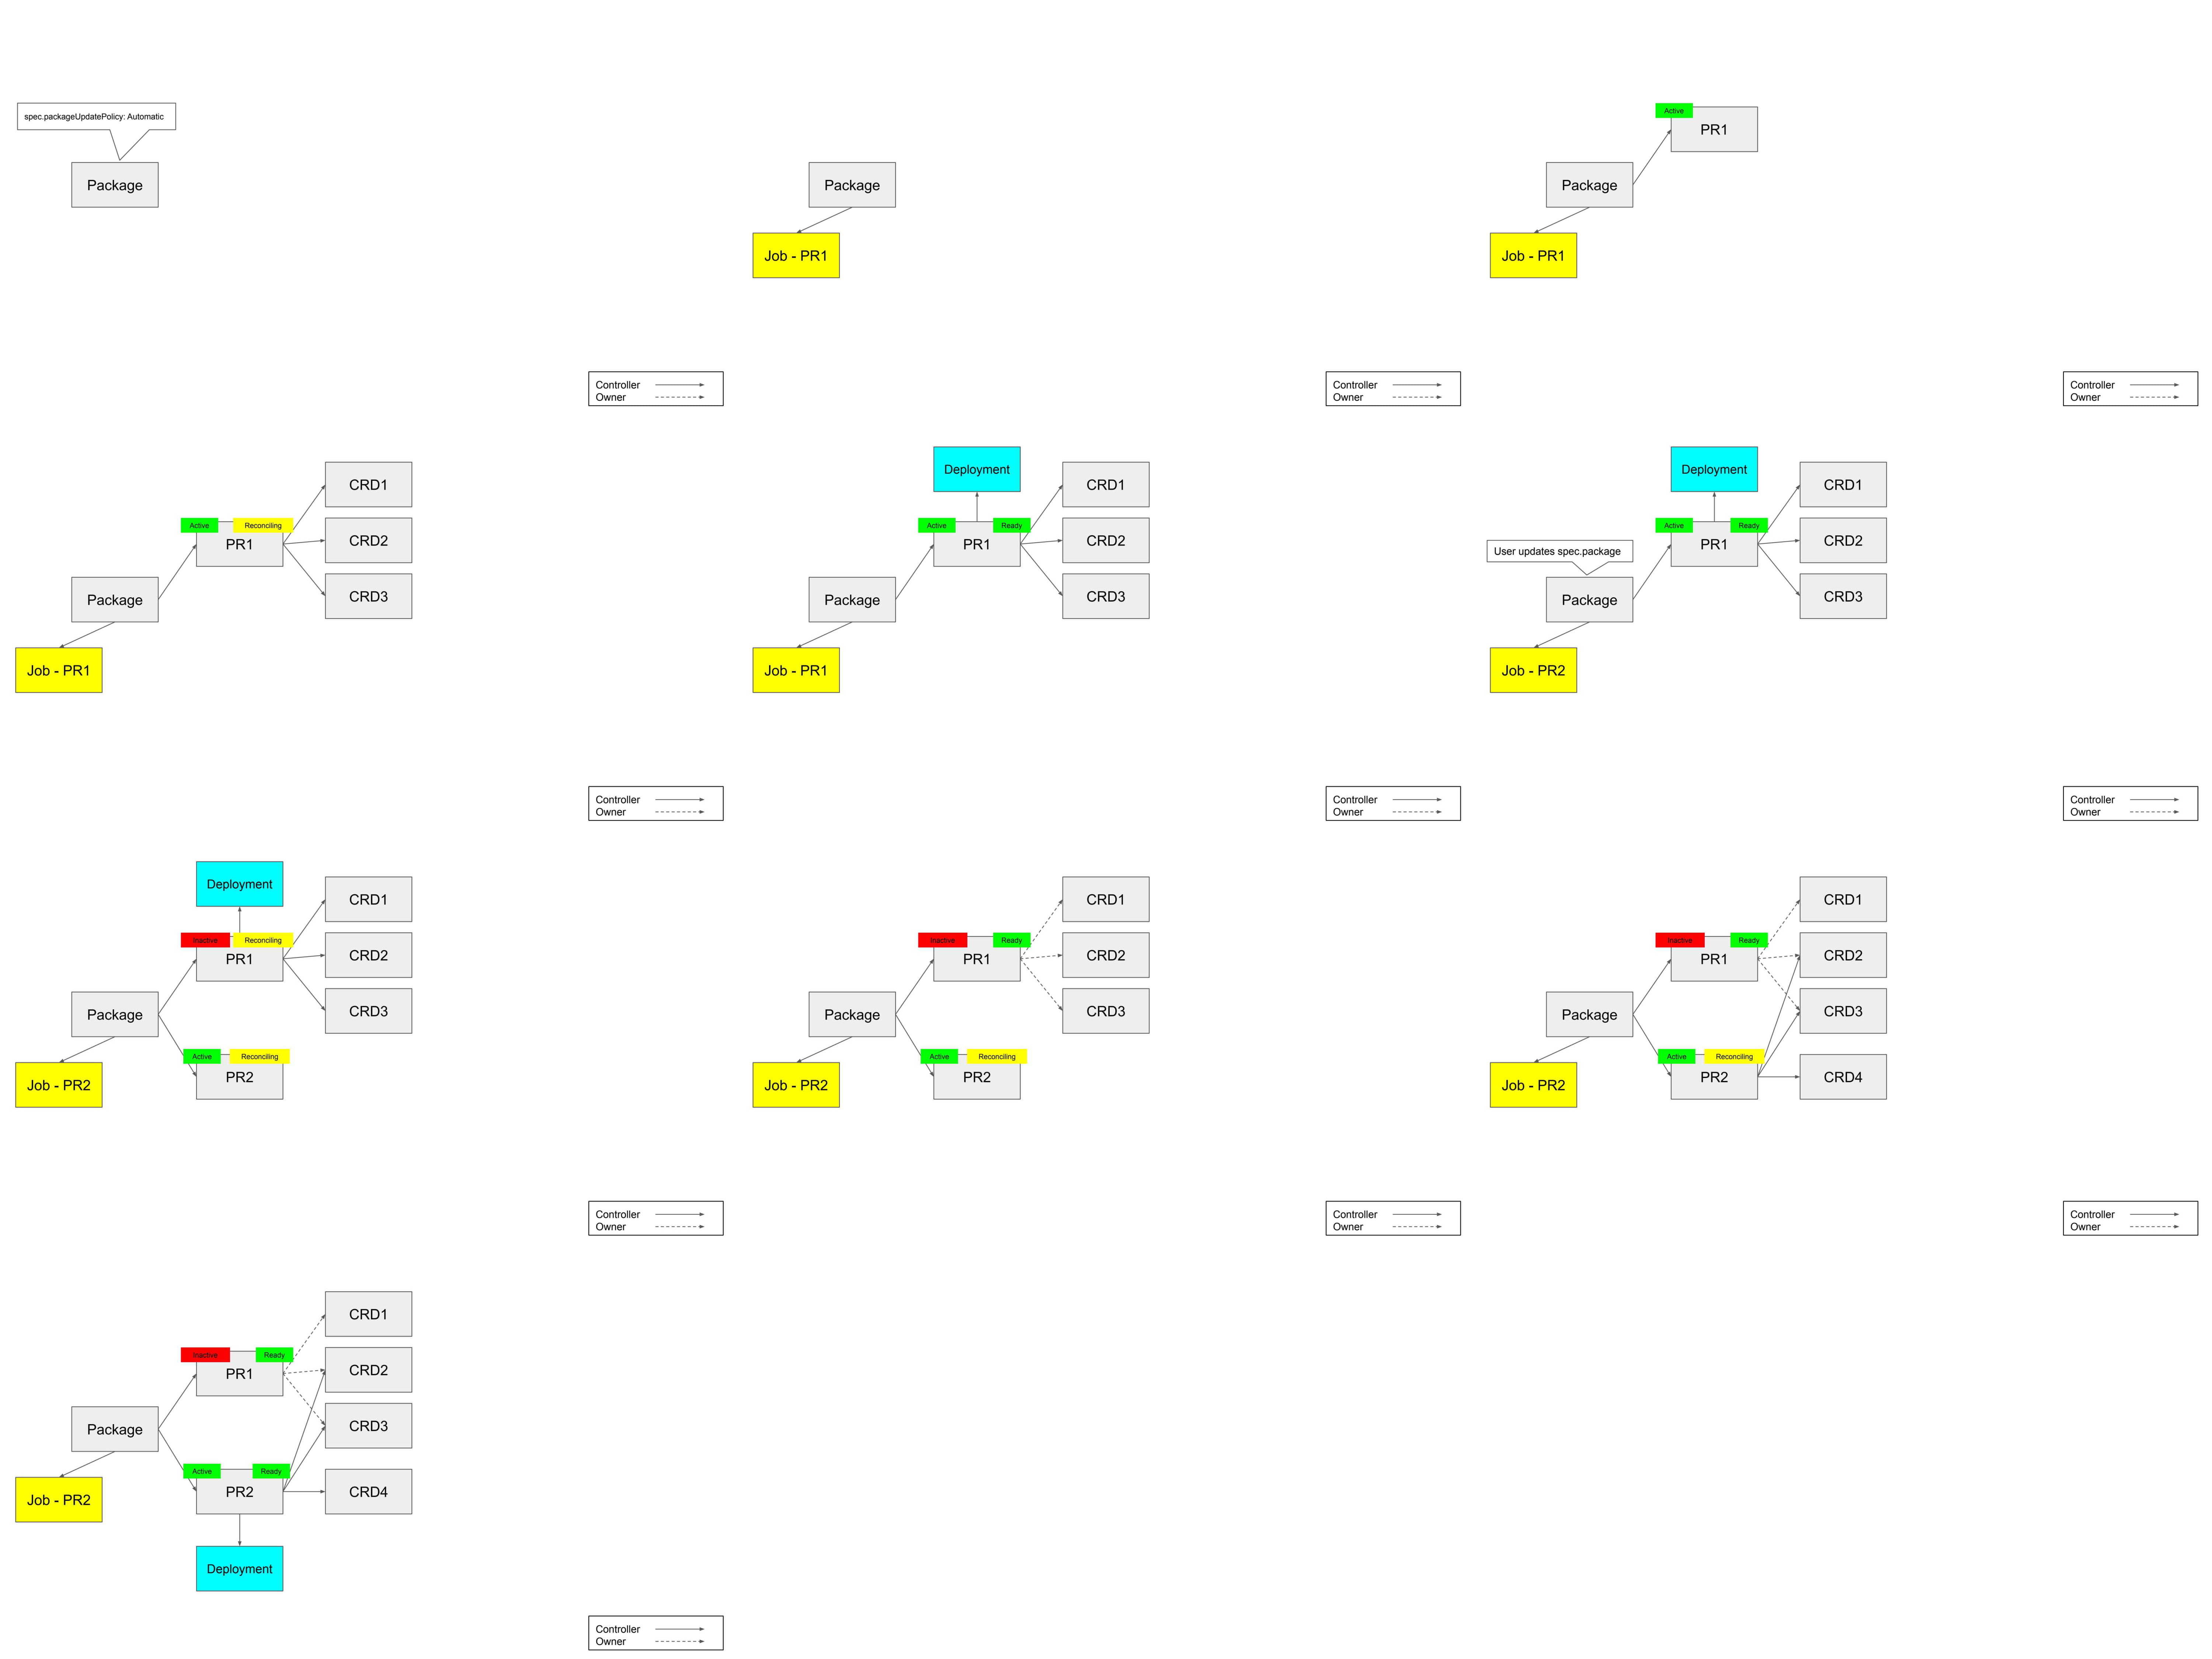 spec.packageUpdatePolicy: Automatic
Package
Controller
Owner
Package
Job - PR1
Controller
Owner
Active
PR1
Package
Job - PR1
Controller
Owner
CRD1
Active
Reconciling
PR1
CRD2
CRD3
Package
Job - PR1
Controller
Owner
Deployment
CRD1
Active
Ready
PR1
CRD2
CRD3
Package
Job - PR1
Controller
Owner
Deployment
CRD1
Active
Ready
PR1
CRD2
User updates spec.package
CRD3
Package
Job - PR2
Controller
Owner
Deployment
CRD1
Inactive
Reconciling
PR1
CRD2
CRD3
Package
Active
Reconciling
PR2
Job - PR2
Controller
Owner
CRD1
Inactive
Ready
PR1
CRD2
CRD3
Package
Active
Reconciling
PR2
Job - PR2
Controller
Owner
CRD1
Inactive
Ready
PR1
CRD2
CRD3
Package
Active
Reconciling
PR2
CRD4
Job - PR2
Controller
Owner
CRD1
Inactive
Ready
PR1
CRD2
CRD3
Package
Active
Ready
PR2
CRD4
Job - PR2
Deployment
Controller
Owner